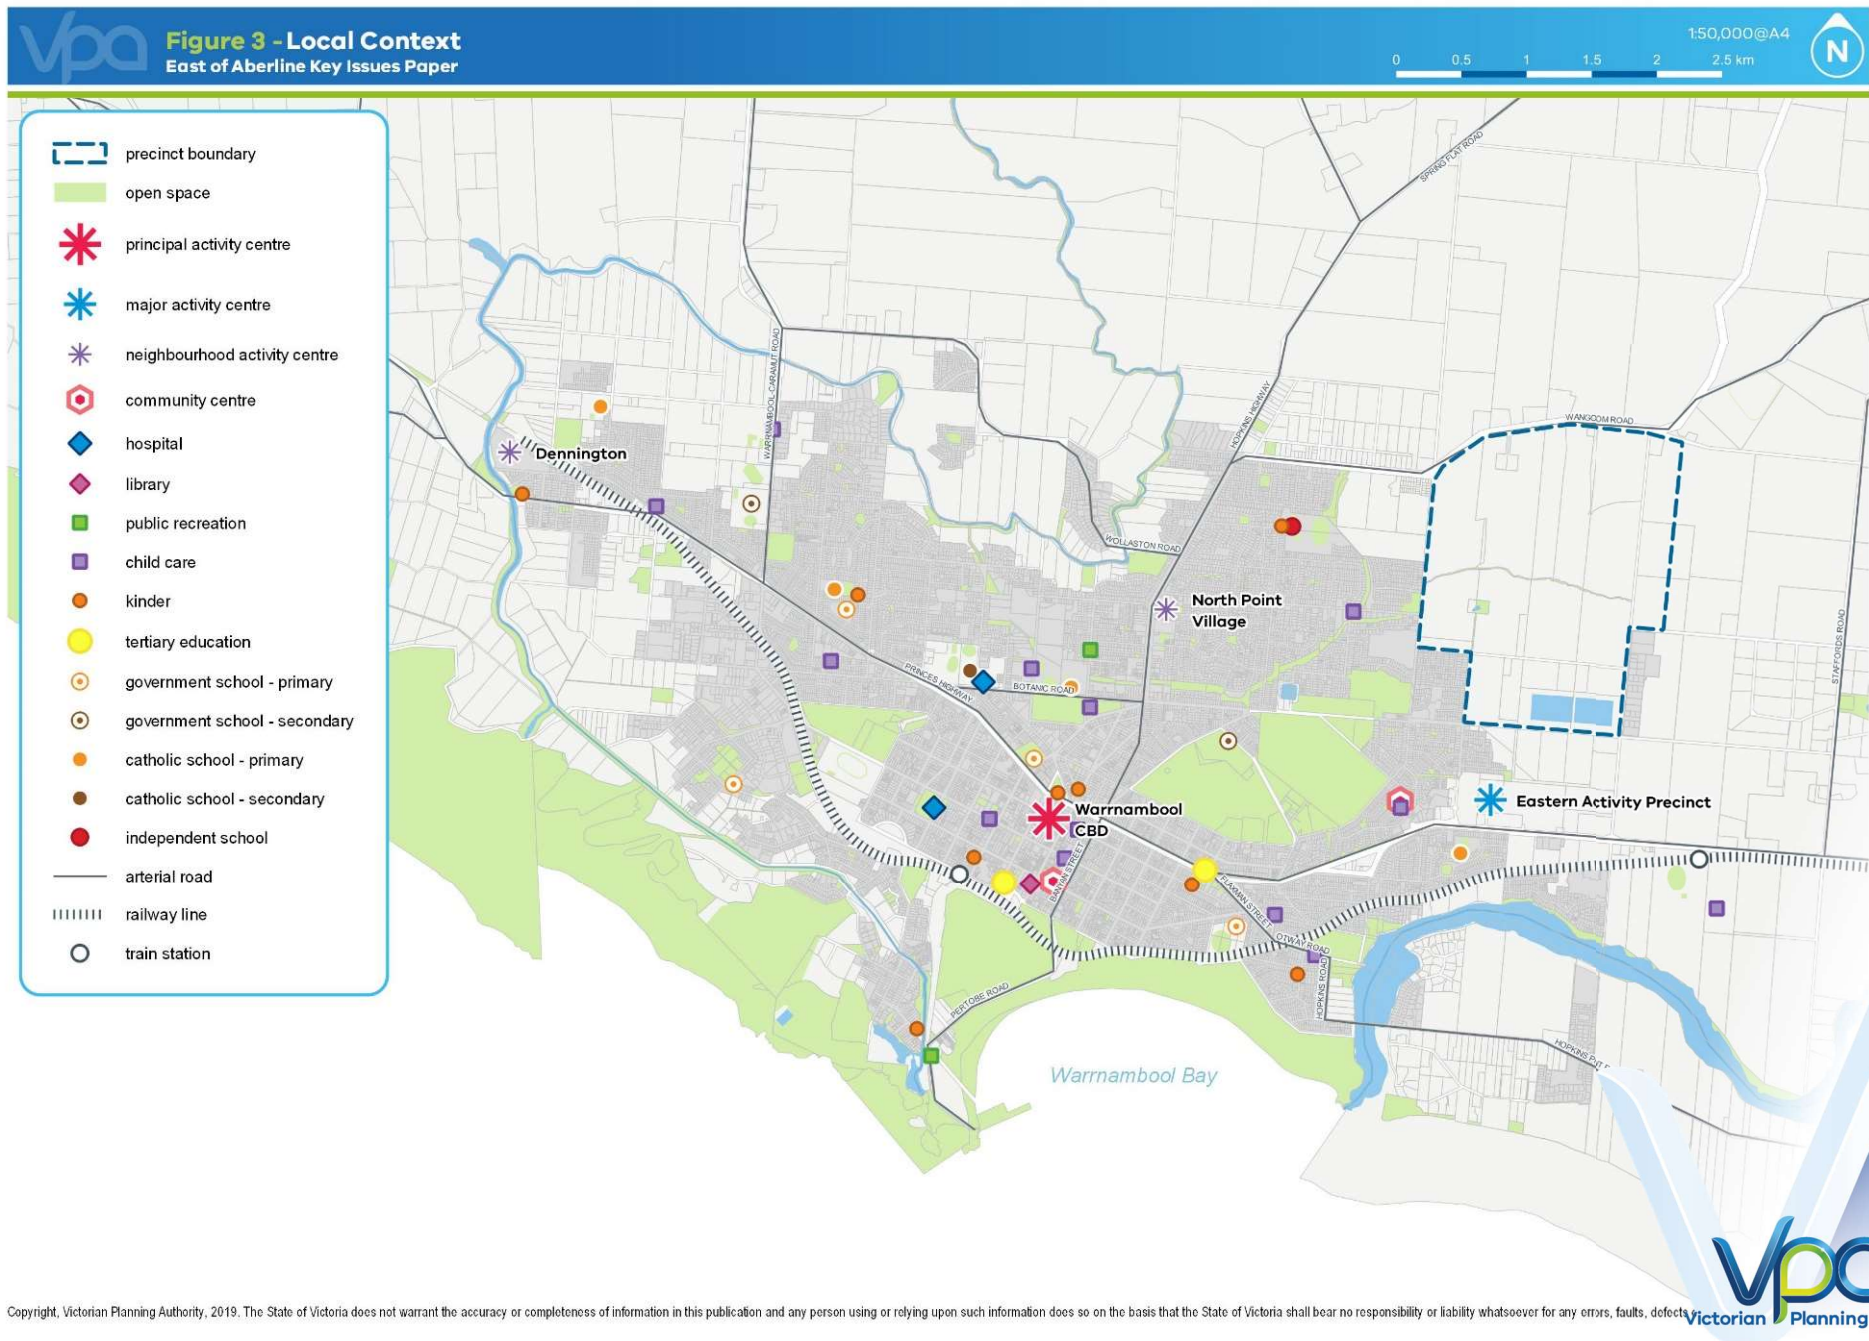 vpa
Figure 3 - Local Context
East of Aberline Key Issues Paper
1:50,000@A4
0 0.5 1 1.5 2 2.5 km
N
precinct boundary
open space
principal activity centre
major activity centre
neighbourhood activity centre
community centre
hospital
library
public recreation
child care
kinder
tertiary education
government school - primary
government school - secondary
catholic school - primary
catholic school - secondary
independent school
arterial road
railway line
train station
SPRING FLAT ROAD
WARRNAMBOOL-CARAMUT ROAD
HOPKINS HIGHWAY
WANGOOM ROAD
Dennington
WOLLASTON ROAD
North Point
Village
STAFFORDS ROAD
PRINCES HIGHWAY
BOTANIC ROAD
Warrnambool
CBD
Eastern Activity Precinct
BANYAN STREET
FLAXMAN STREET
OTWAY ROAD
HOPKINS ROAD
PERTOBE ROAD
HOPKINS
Warrnambool Bay
vpa
Victorian Planning
Copyright, Victorian Planning Authority, 2019. The State of Victoria does not warrant the accuracy or completeness of information in this publication and any person using or relying upon such information does so on the basis that the State of Victoria shall bear no responsibility or liability whatsoever for any errors, faults, defects